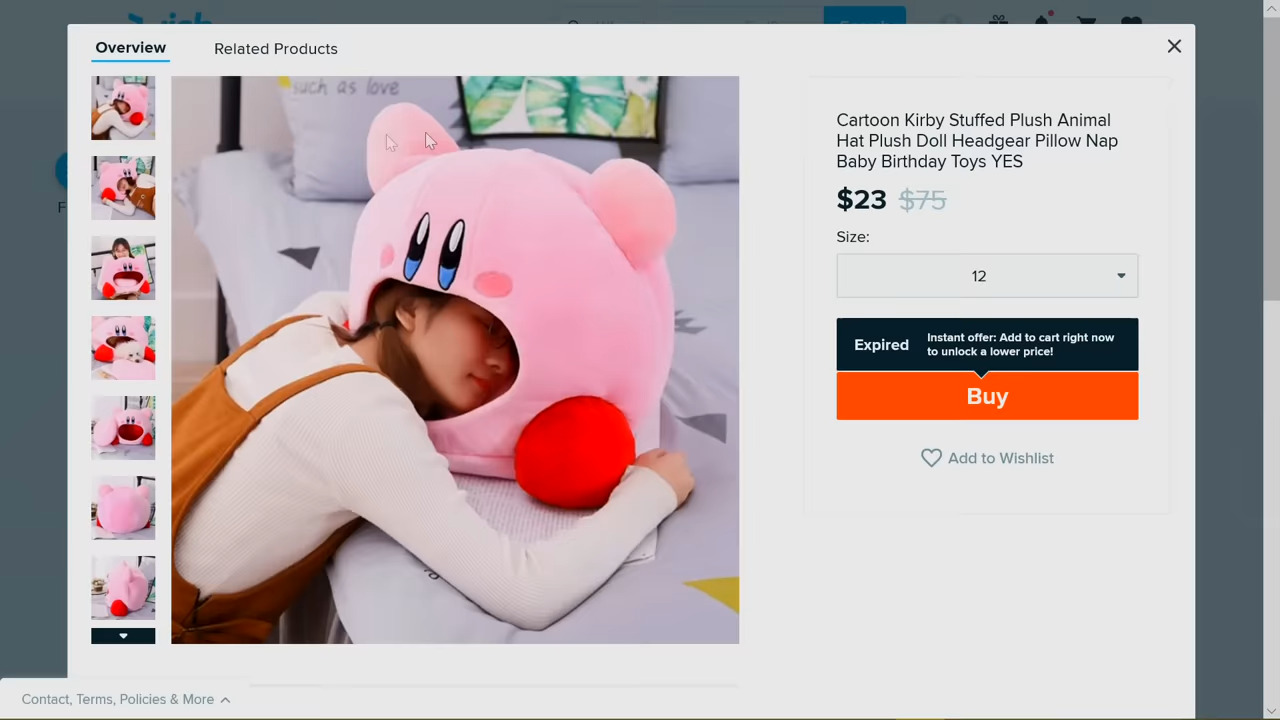 Overview
Related Products
such as love
Cartoon Kirby Stuffed Plush Animal
Hat Plush Doll Headgear Pillow Nap
Baby Birthday Toys YES
$23 $75
Size:
12
Expired
Instant offer: Add to cart right now
to unlock a lower price!
Buy
Add to Wishlist
Contact, Terms, Policies & More